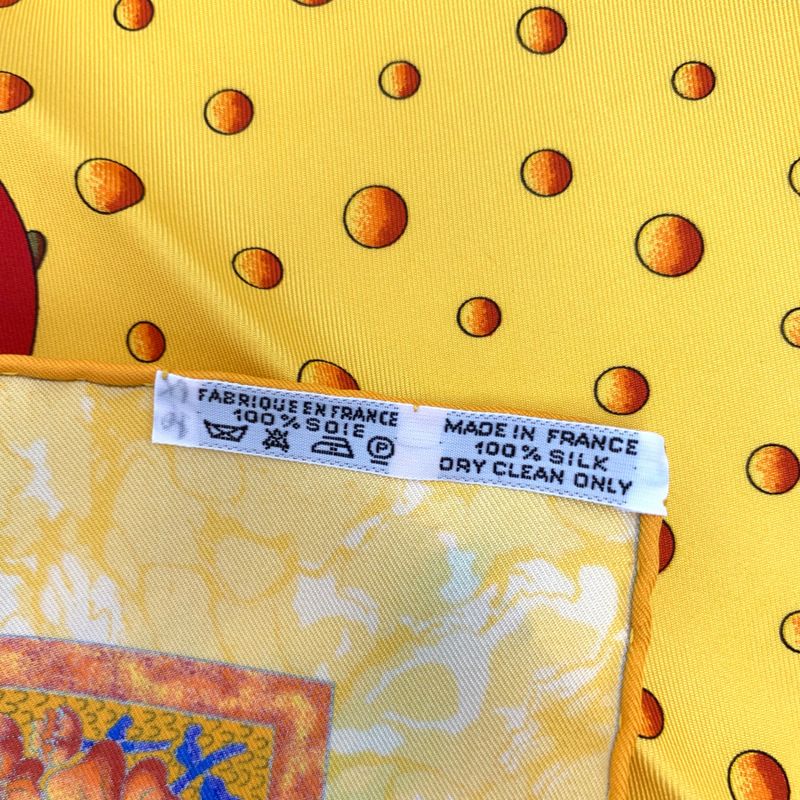 FABRIQUE EN FRANCE
100% SOIE
P
MADE IN FRANCE
100% SILK
DRY CLEAN ONLY